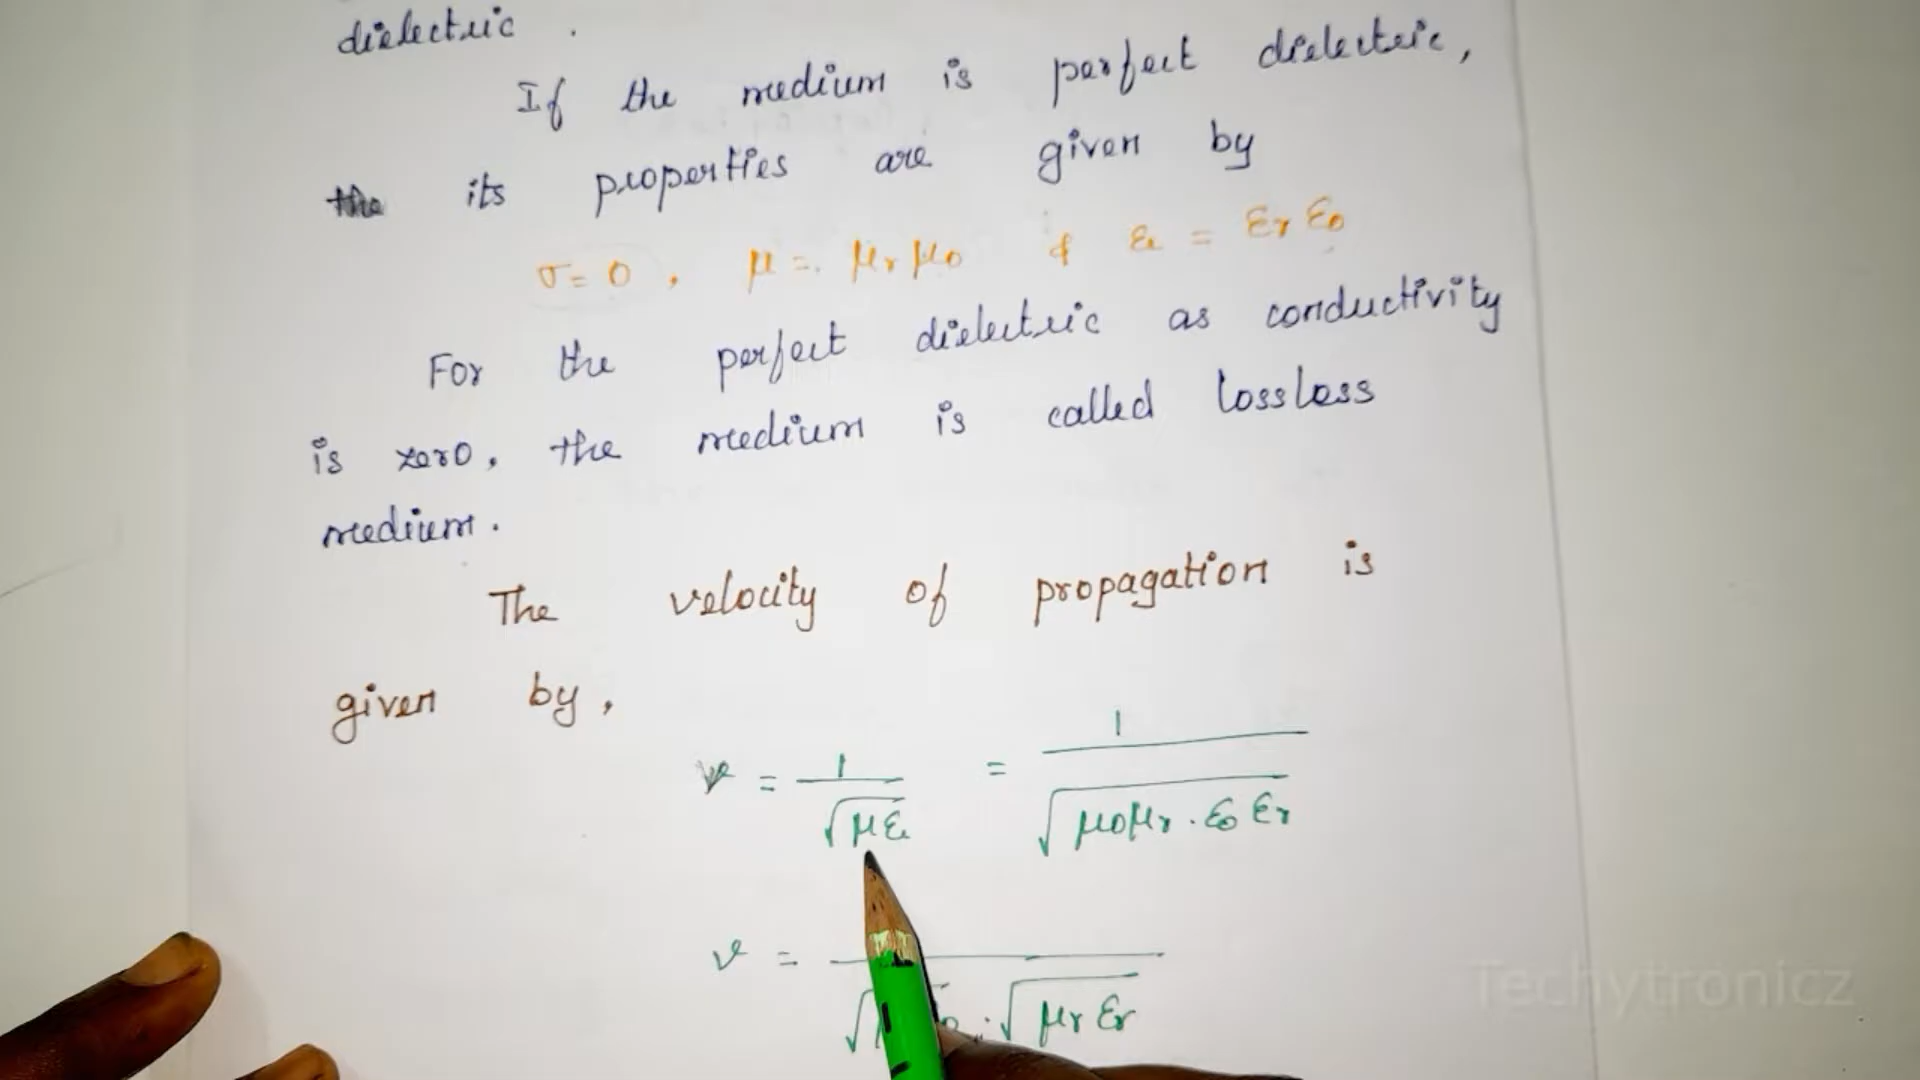 dielectric .
If the medium is perfect dielectric,
its properties are given by
σ = 0 , μ = μr μ0 & ε = εr ε0
For the perfect dielectric as conductivity
is zero, the medium is called lossless
medium .
The velocity of propagation is
given by,
v = 1 / √με = 1 / √μ0μr . ε0 εr
v = √ . √μr εr
Techytronicz